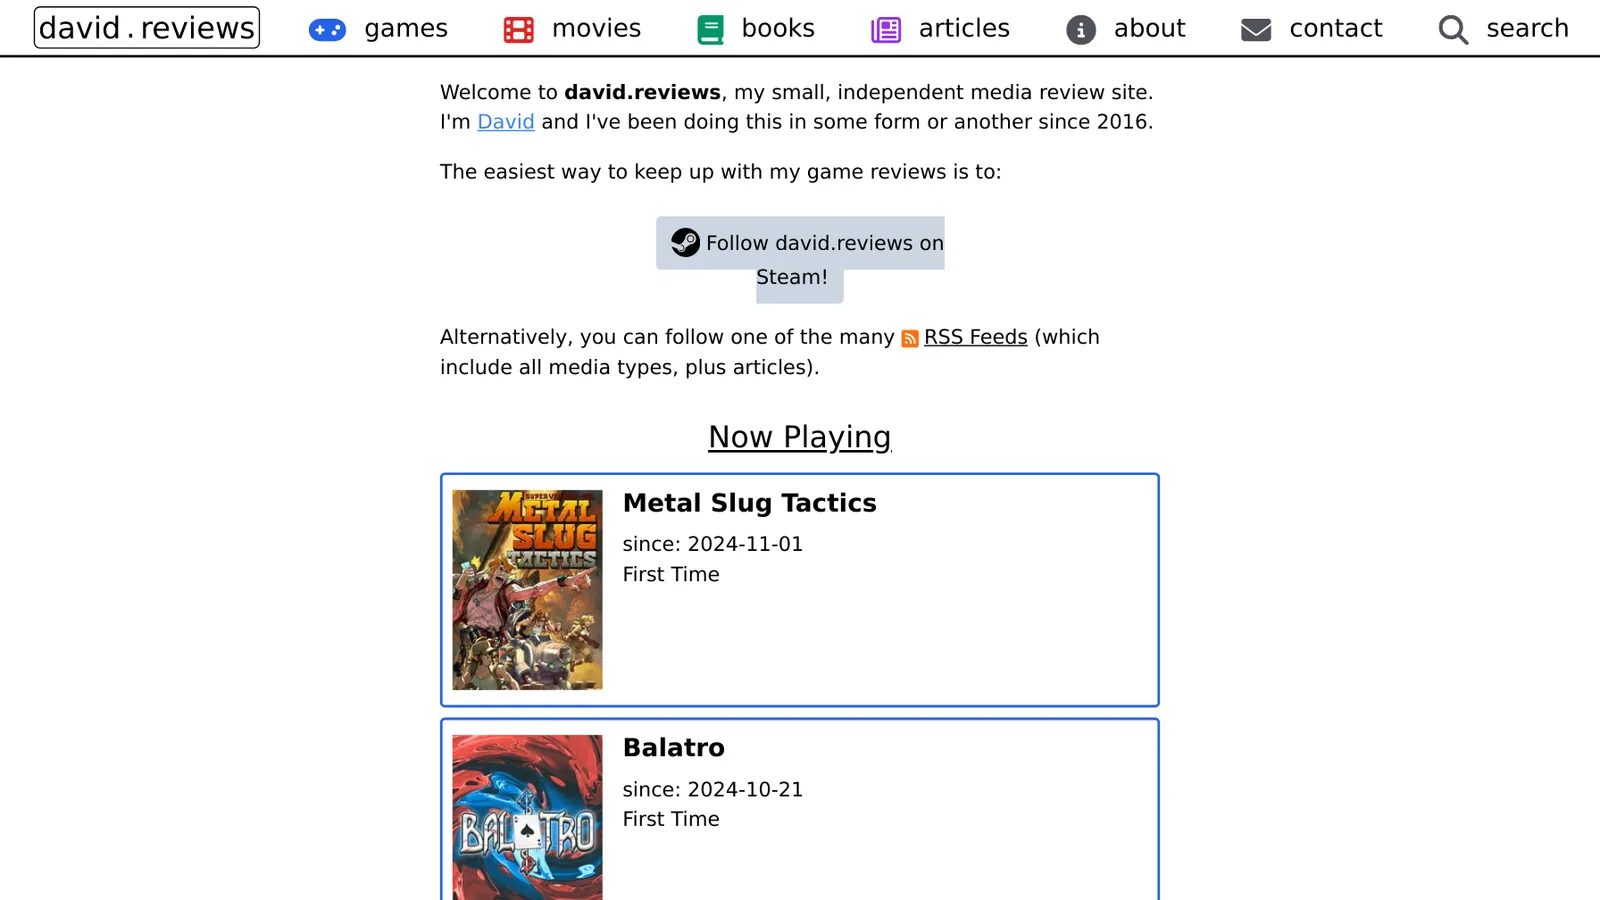 david.reviews games movies books articles about contact search
Welcome to david.reviews, my small, independent media review site.
I'm David and I've been doing this in some form or another since 2016.
The easiest way to keep up with my game reviews is to:
Follow david.reviews on
Steam!
Alternatively, you can follow one of the many RSS Feeds (which
include all media types, plus articles).
Now Playing
METAL
SLUG
TACTICS
Metal Slug Tactics
since: 2024-11-01
First Time
BALATRO
Balatro
since: 2024-10-21
First Time